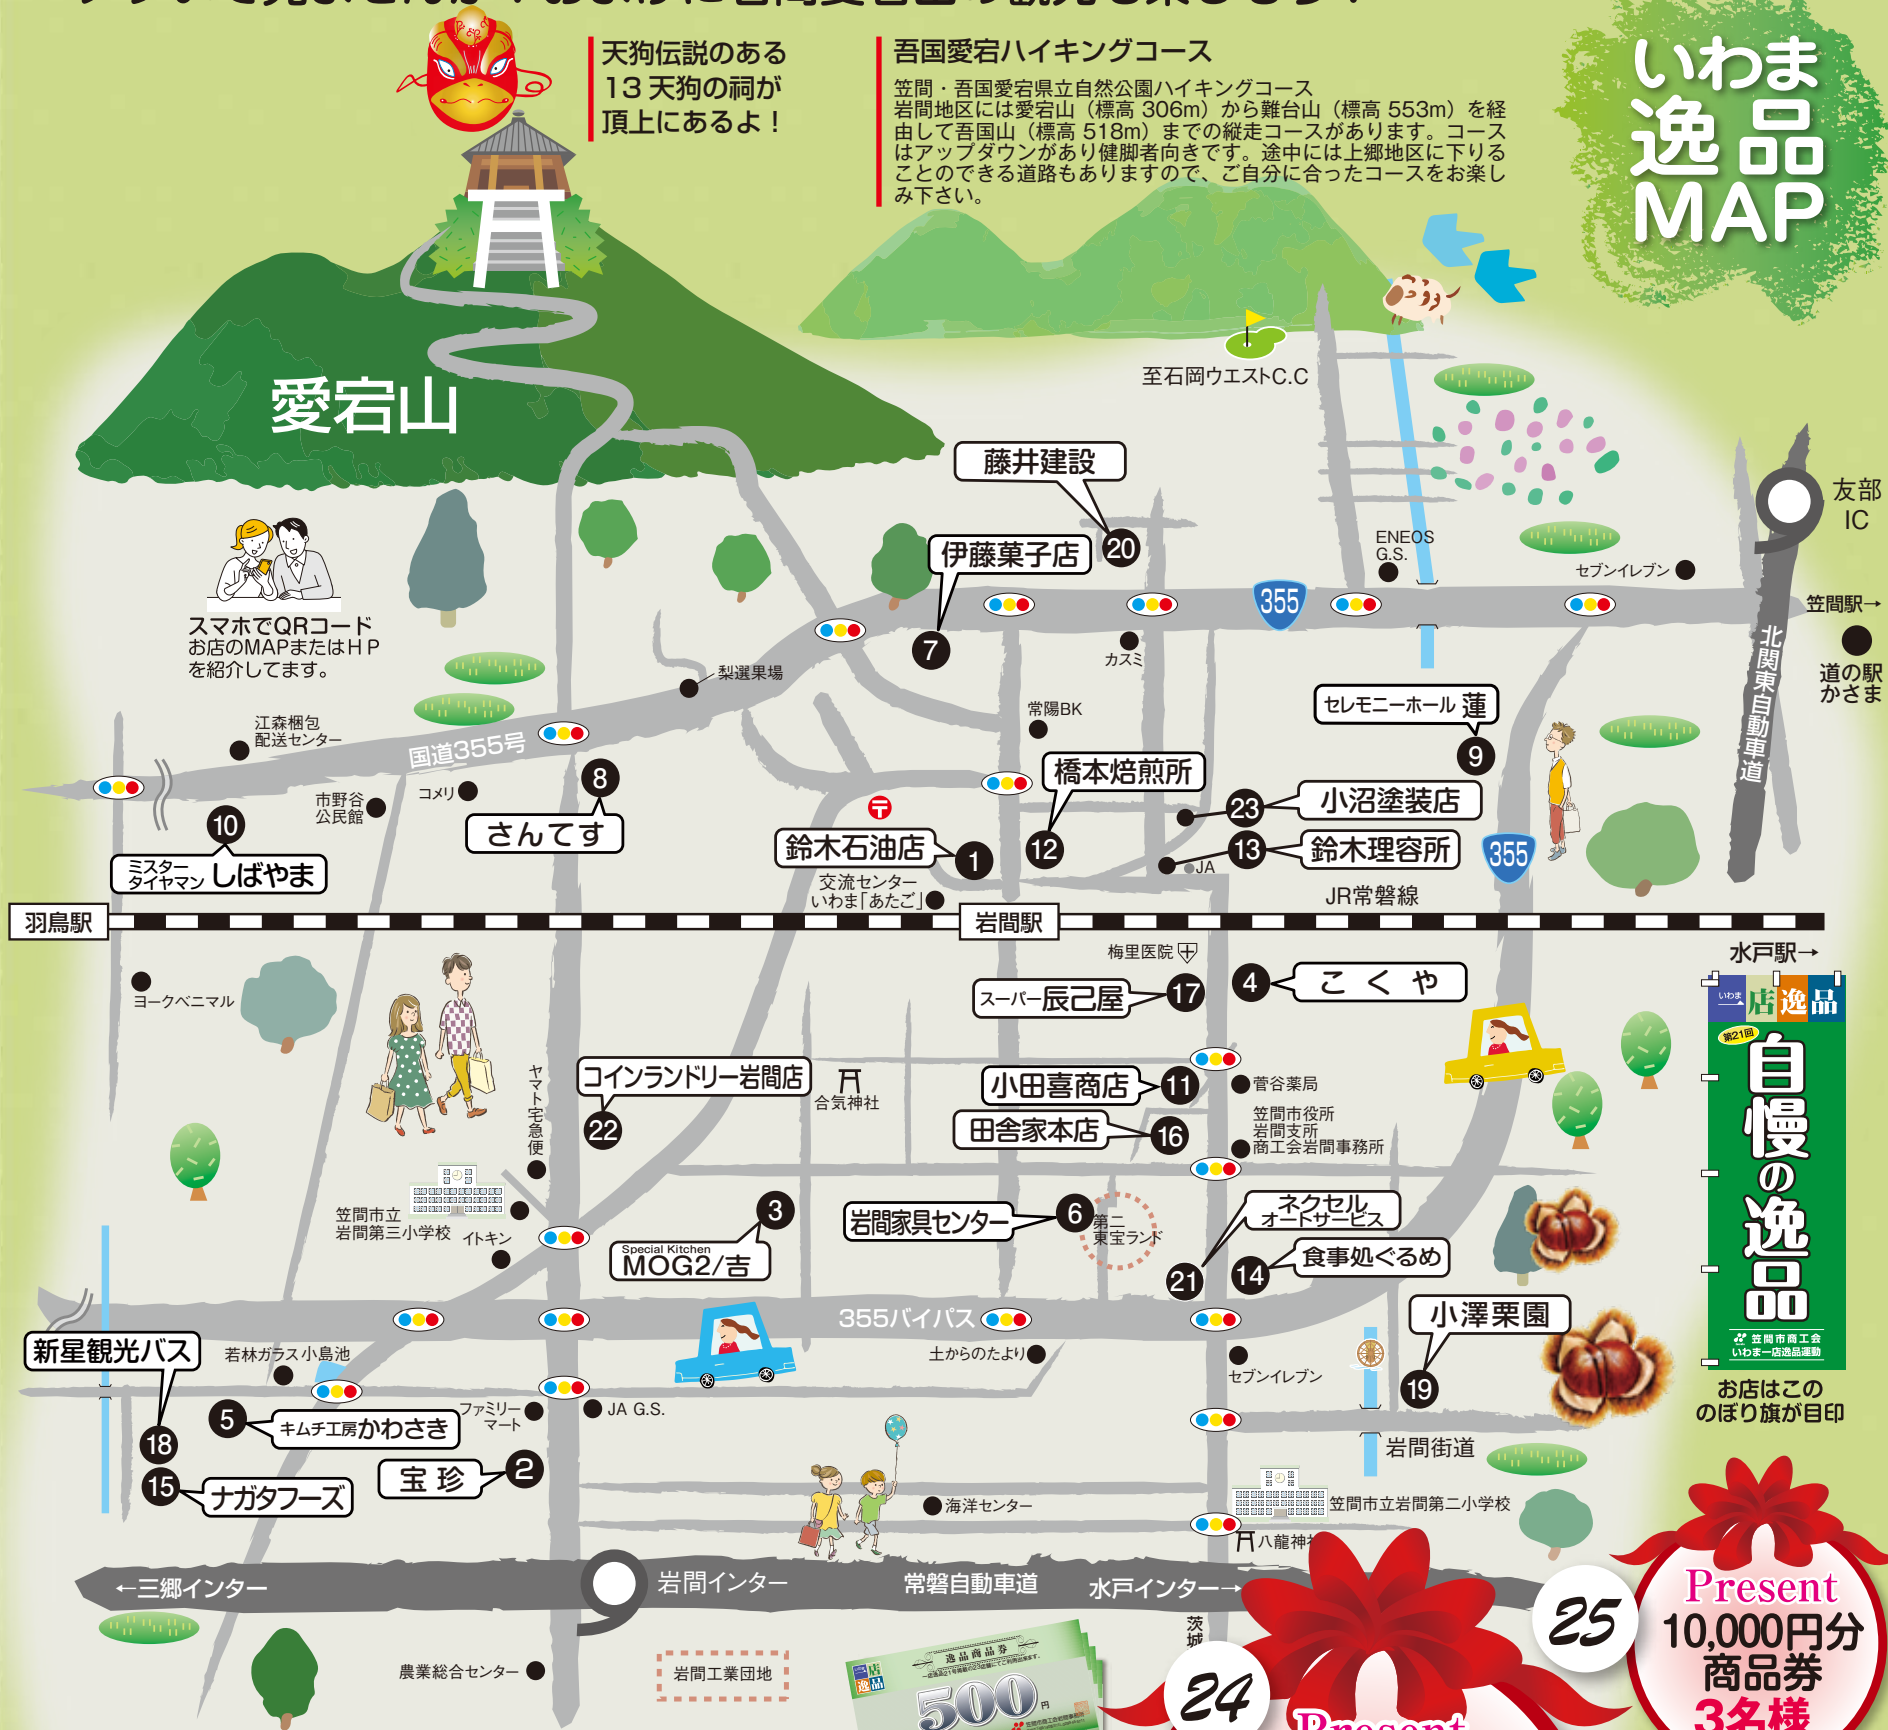 天狗伝説のある
13天狗の祠が
頂上にあるよ！
吾国愛宕ハイキングコース
笠間・吾国愛宕県立自然公園ハイキングコース
岩間地区には愛宕山（標高 306m）から難台山（標高 553m）を経
由して吾国山（標高 518m）までの縦走コースがあります。コース
はアップダウンがあり健脚者向きです。途中には上郷地区に下りる
ことのできる道路もありますので、ご自分に合ったコースをお楽し
み下さい。
いわま
逸品
MAP
愛宕山
至石岡ウエストC.C
藤井建設
20
伊藤菓子店
7
ENEOS
G.S.
セブンイレブン
友部
IC
355
笠間駅→
道の駅
かさま
北関東自動車道
スマホでQRコード
お店のMAPまたはHP
を紹介してます。
梨選果場
カスミ
江森梱包
配送センター
国道355号
常陽BK
セレモニーホール 蓮
9
市野谷
公民館
コメリ
8
さんてす
橋本焙煎所
12
23
小沼塗装店
10
ミスター
タイヤマン しばやま
鈴木石油店
1
13
鈴木理容所
JA
355
交流センター
いわま「あたご」
JR常磐線
羽鳥駅
岩間駅
水戸駅→
梅里医院
ヨークベニマル
スーパー 辰己屋
17
4
こくや
いわま
一店逸品
第21回
自慢の逸品
笠間市商工会
いわま一店逸品運動
お店はこの
のぼり旗が目印
ヤマト宅急便
コインランドリー岩間店
22
合気神社
小田喜商店
11
菅谷薬局
田舎家本店
16
笠間市役所
岩間支所
商工会岩間事務所
笠間市立
岩間第三小学校
イトキン
3
Special Kitchen
MOG2/吉
岩間家具センター
6
第二
東宝ランド
ネクセル
オートサービス
21
14
食事処ぐるめ
355バイパス
小澤栗園
19
新星観光バス
18
若林ガラス
小島池
土からのたより
セブンイレブン
5
キムチ工房かわさき
ファミリー
マート
JA G.S.
岩間街道
15
ナガタフーズ
宝珍
2
海洋センター
笠間市立岩間第二小学校
八龍神社
←三郷インター
岩間インター
常磐自動車道
水戸インター→
茨城
農業総合センター
岩間工業団地
逸品商品券
500円
24
Present
25
Present
10,000円分
商品券
3名様